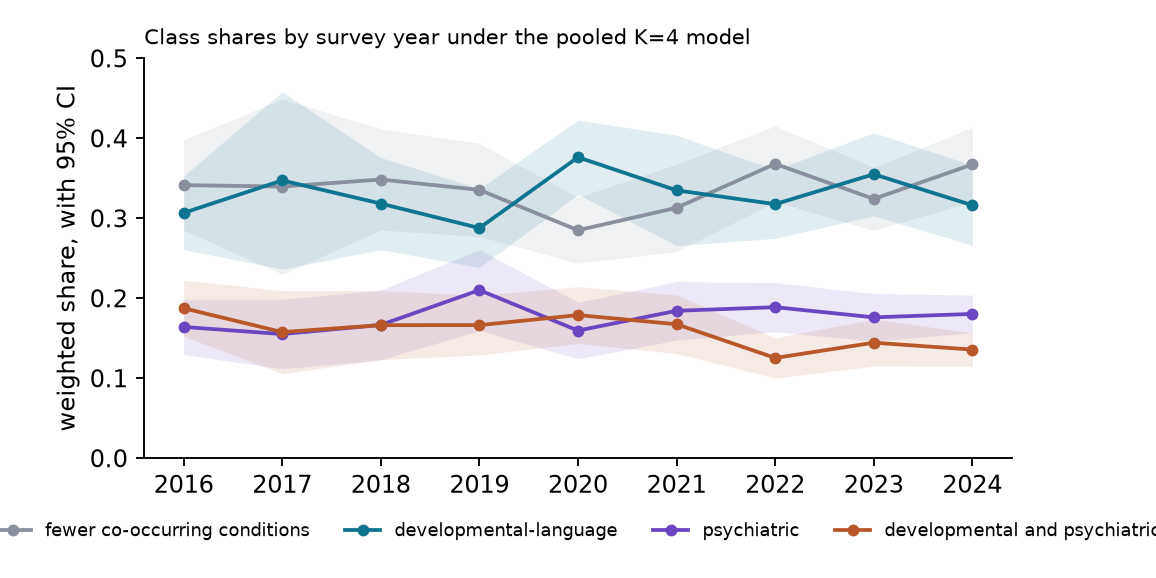 Class shares by survey year under the pooled K=4 model
weighted share, with 95% CI
0.5
0.4
0.3
0.2
0.1
0.0
2016 2017 2018 2019 2020 2021 2022 2023 2024
fewer co-occurring conditions developmental-language psychiatric developmental and psychiatric